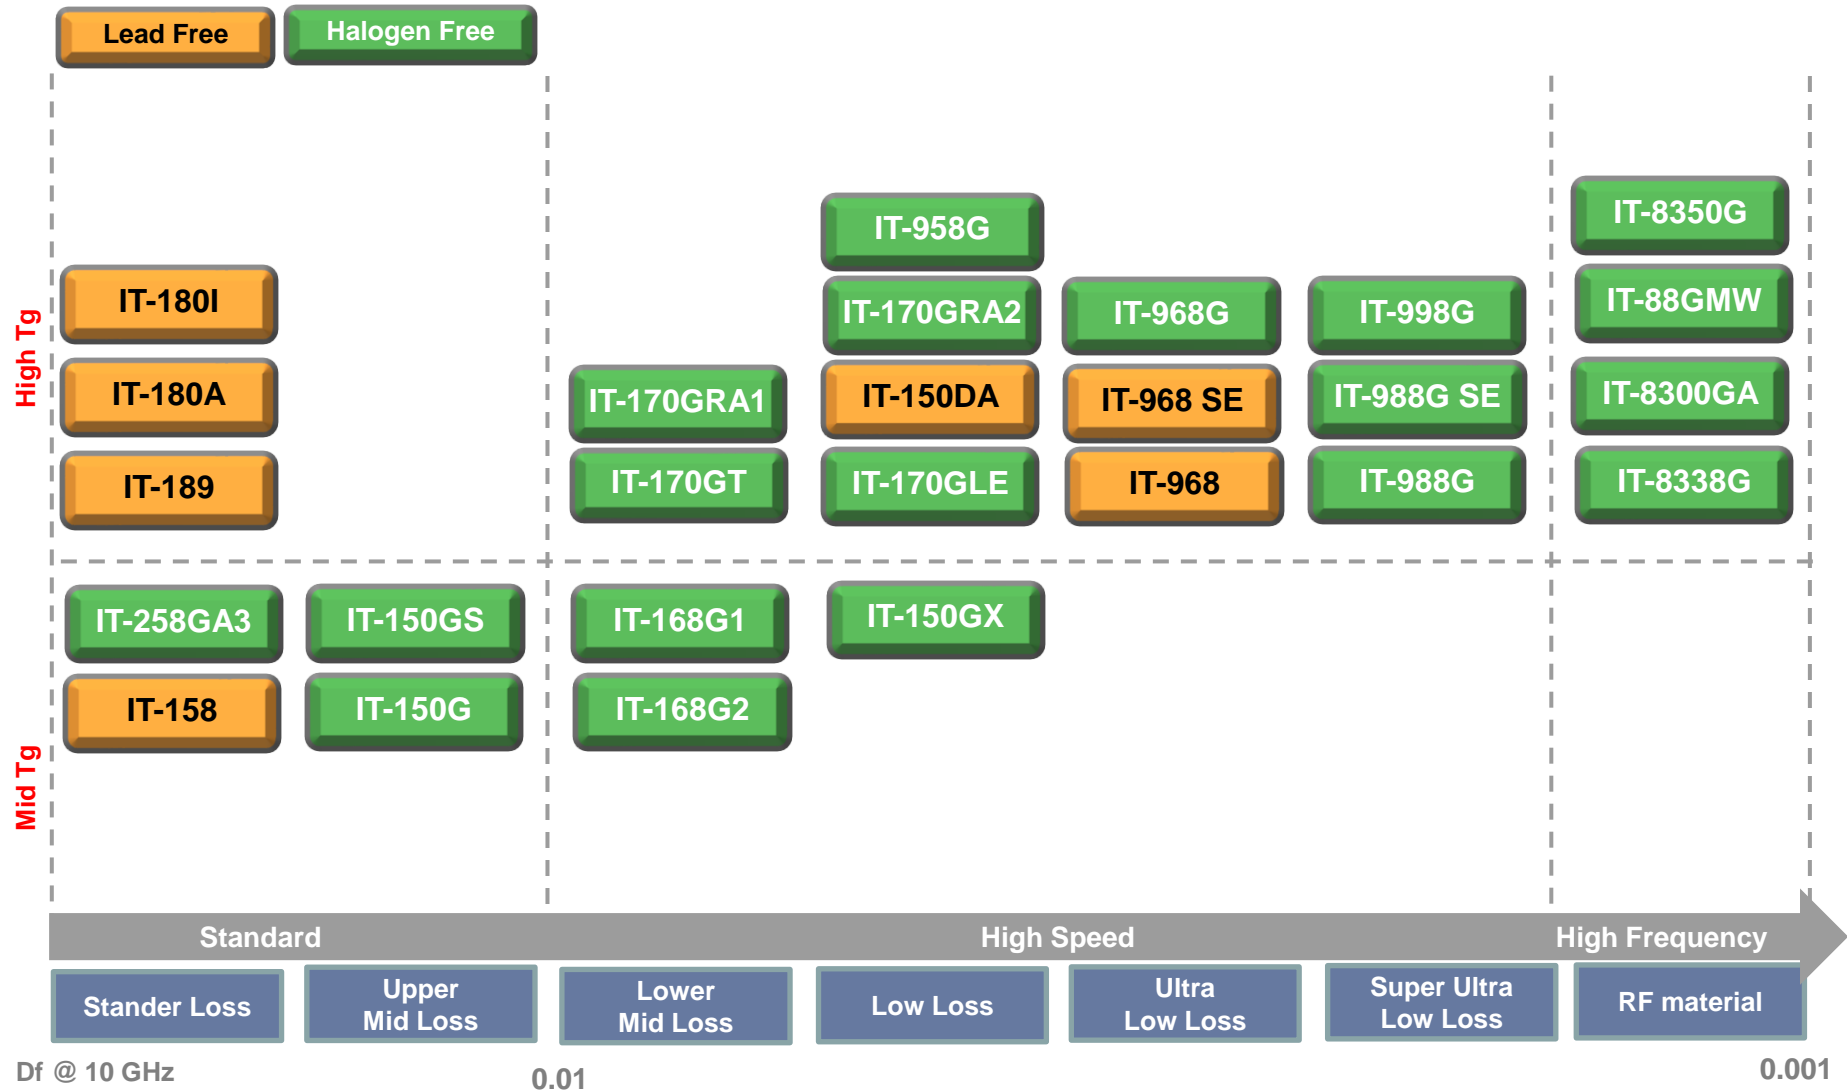 Lead Free
Halogen Free
High Tg
IT-180I
IT-180A
IT-189
IT-170GRA1
IT-170GT
IT-958G
IT-170GRA2
IT-150DA
IT-170GLE
IT-968G
IT-968 SE
IT-968
IT-998G
IT-988G SE
IT-988G
IT-8350G
IT-88GMW
IT-8300GA
IT-8338G
Mid Tg
IT-258GA3
IT-158
IT-150GS
IT-150G
IT-168G1
IT-168G2
IT-150GX
Standard
High Speed
High Frequency
Stander Loss
Upper
Mid Loss
Lower
Mid Loss
Low Loss
Ultra
Low Loss
Super Ultra
Low Loss
RF material
Df @ 10 GHz
0.01
0.001